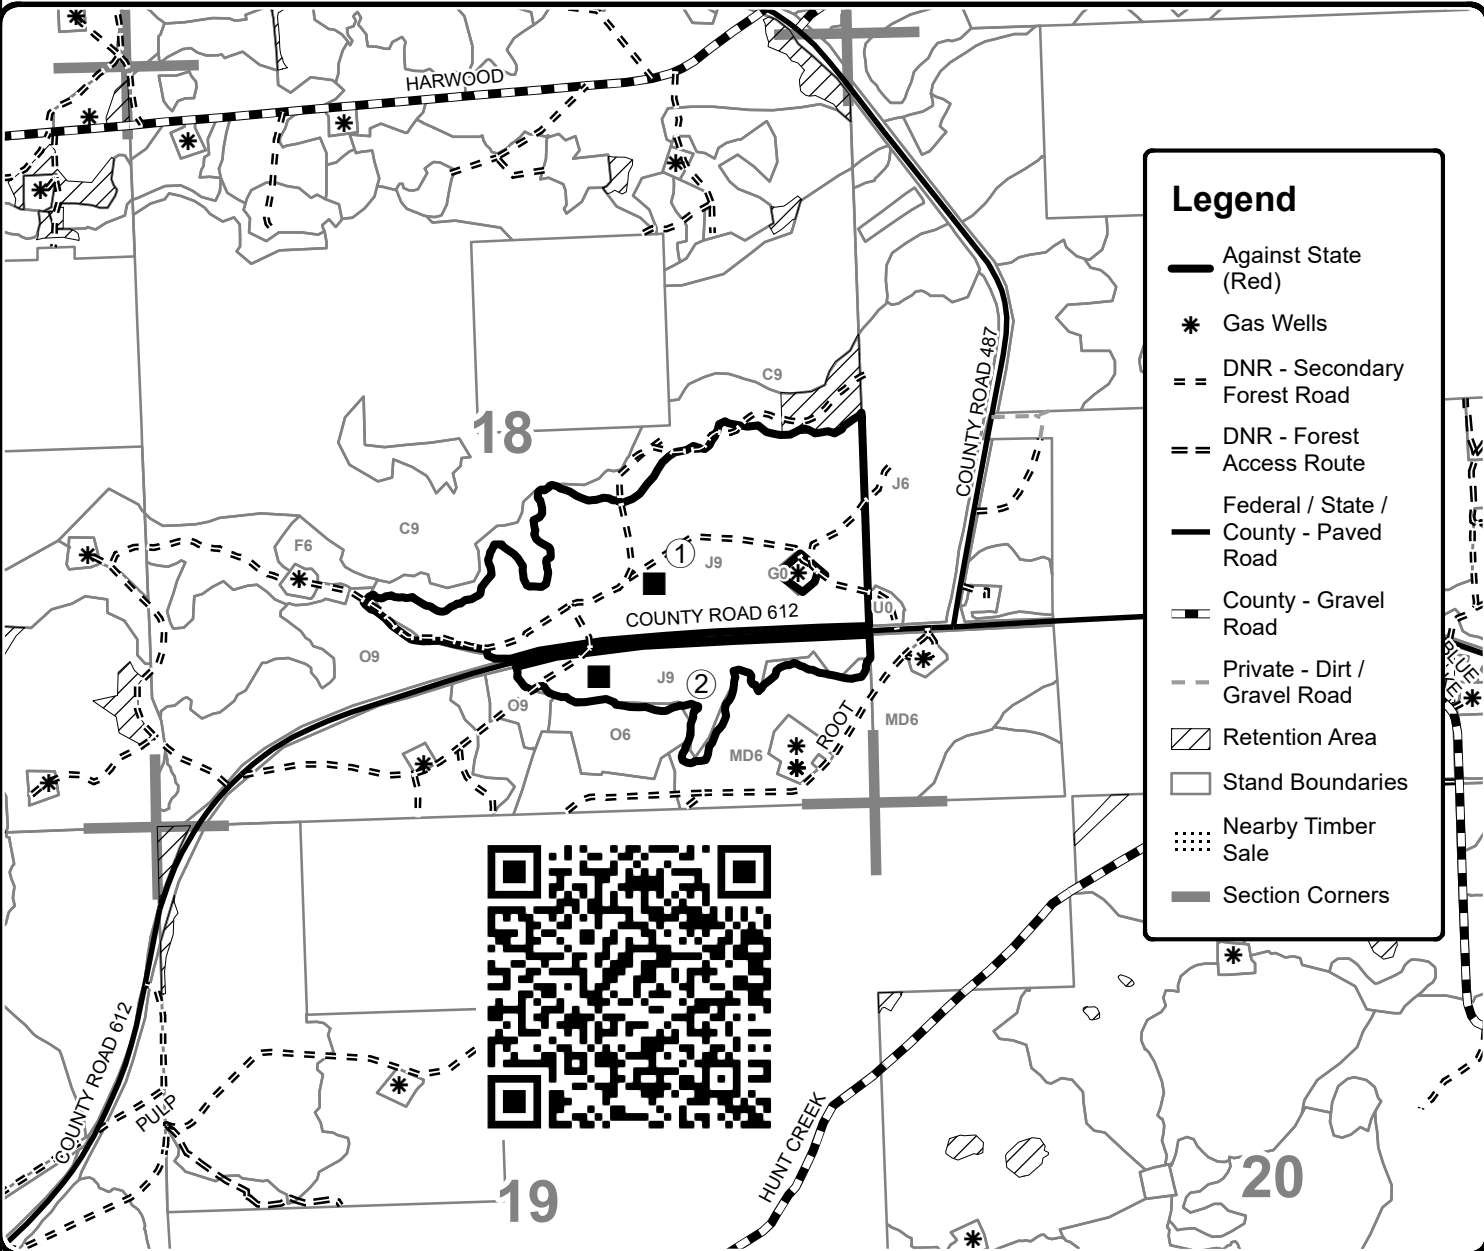 HARWOOD
Legend
Against State
(Red)
Gas Wells
DNR - Secondary
Forest Road
DNR - Forest
Access Route
Federal / State /
County - Paved
Road
County - Gravel
Road
Private - Dirt /
Gravel Road
Retention Area
Stand Boundaries
Nearby Timber
Sale
Section Corners
COUNTY ROAD 487
C9
18
J6
C9
F6
1
J9
G0
U0
COUNTY ROAD 612
O9
J9
2
O9
O6
MD6
ROOT
MD6
BLUE
COUNTY ROAD 612
PULP
HUNT CREEK
19
20